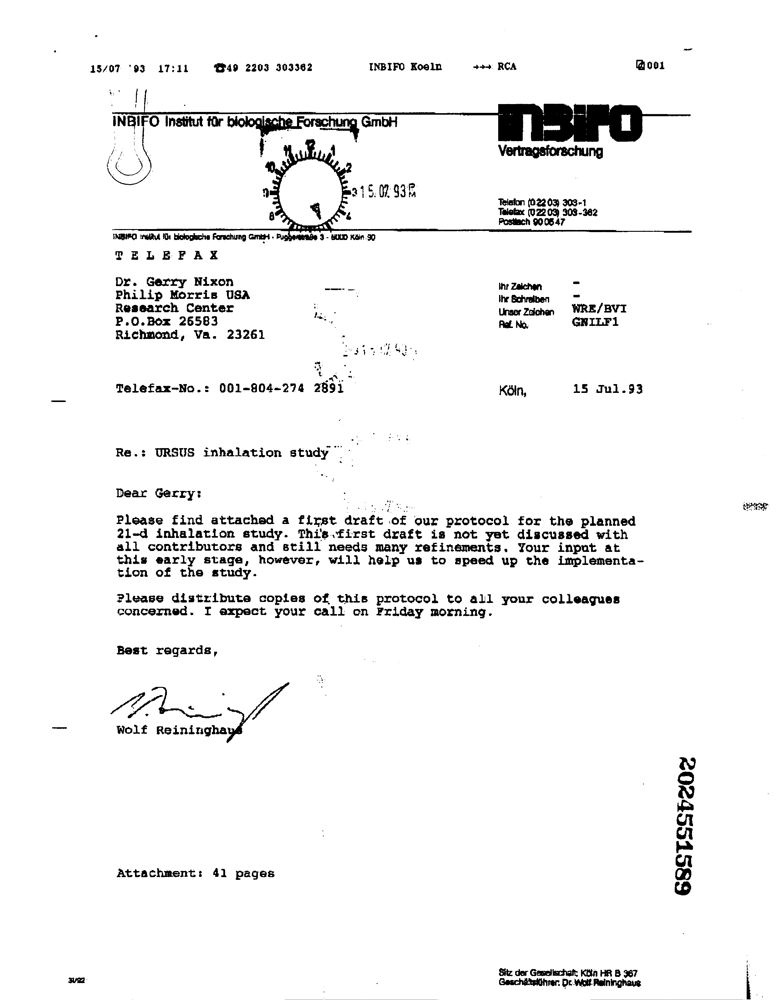 15/07 '93 17:11 ☎49 2203 303362 INBIFO Koeln +++ RCA 001
INBIFO Institut für biologische Forschung GmbH
INBIFO
Vertragsforschung
15.07.93
Telefon (0 22 03) 303-1
Telefax (0 22 03) 303-362
Postfach 90 05 47
INBIFO Institut für biologische Forschung GmbH · Fuggerstraße 3 · 5000 Köln 90
T E L E F A X
Dr. Gerry Nixon
Philip Morris USA
Research Center
P.O.Box 26583
Richmond, Va. 23261
Ihr Zeichen -
Ihr Schreiben -
Unser Zeichen WRE/BVI
Ref. No. GNILF1
Telefax-No.: 001-804-274 2891
Köln, 15 Jul.93
Re.: URSUS inhalation study
Dear Gerry:
Please find attached a first draft of our protocol for the planned
21-d inhalation study. This first draft is not yet discussed with
all contributors and still needs many refinements. Your input at
this early stage, however, will help us to speed up the implementa-
tion of the study.
Please distribute copies of this protocol to all your colleagues
concerned. I expect your call on Friday morning.
Best regards,
Wolf Reininghaus
Attachment: 41 pages
2024551589
31/92
Sitz der Gesellschaft: Köln HR B 367
Geschäftsführer: Dr. Wolf Reininghaus